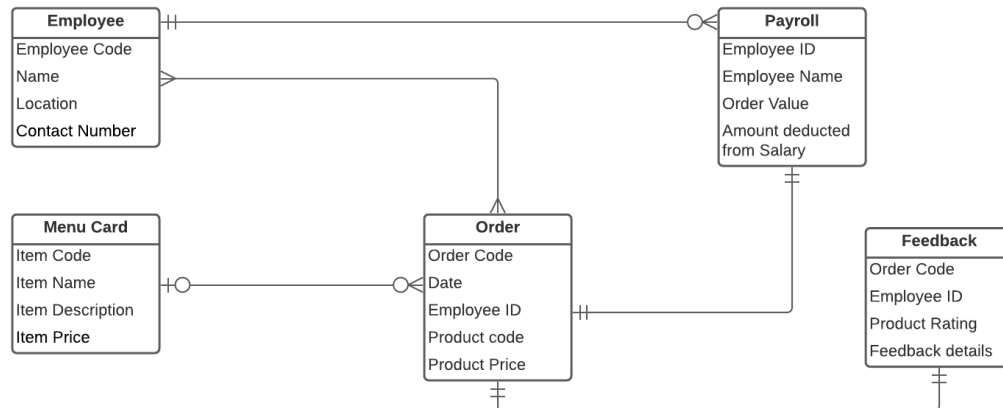 Employee
Employee Code
Name
Location
Contact Number
Payroll
Employee ID
Employee Name
Order Value
Amount deducted
from Salary
Menu Card
Item Code
Item Name
Item Description
Item Price
Order
Order Code
Date
Employee ID
Product code
Product Price
Feedback
Order Code
Employee ID
Product Rating
Feedback details